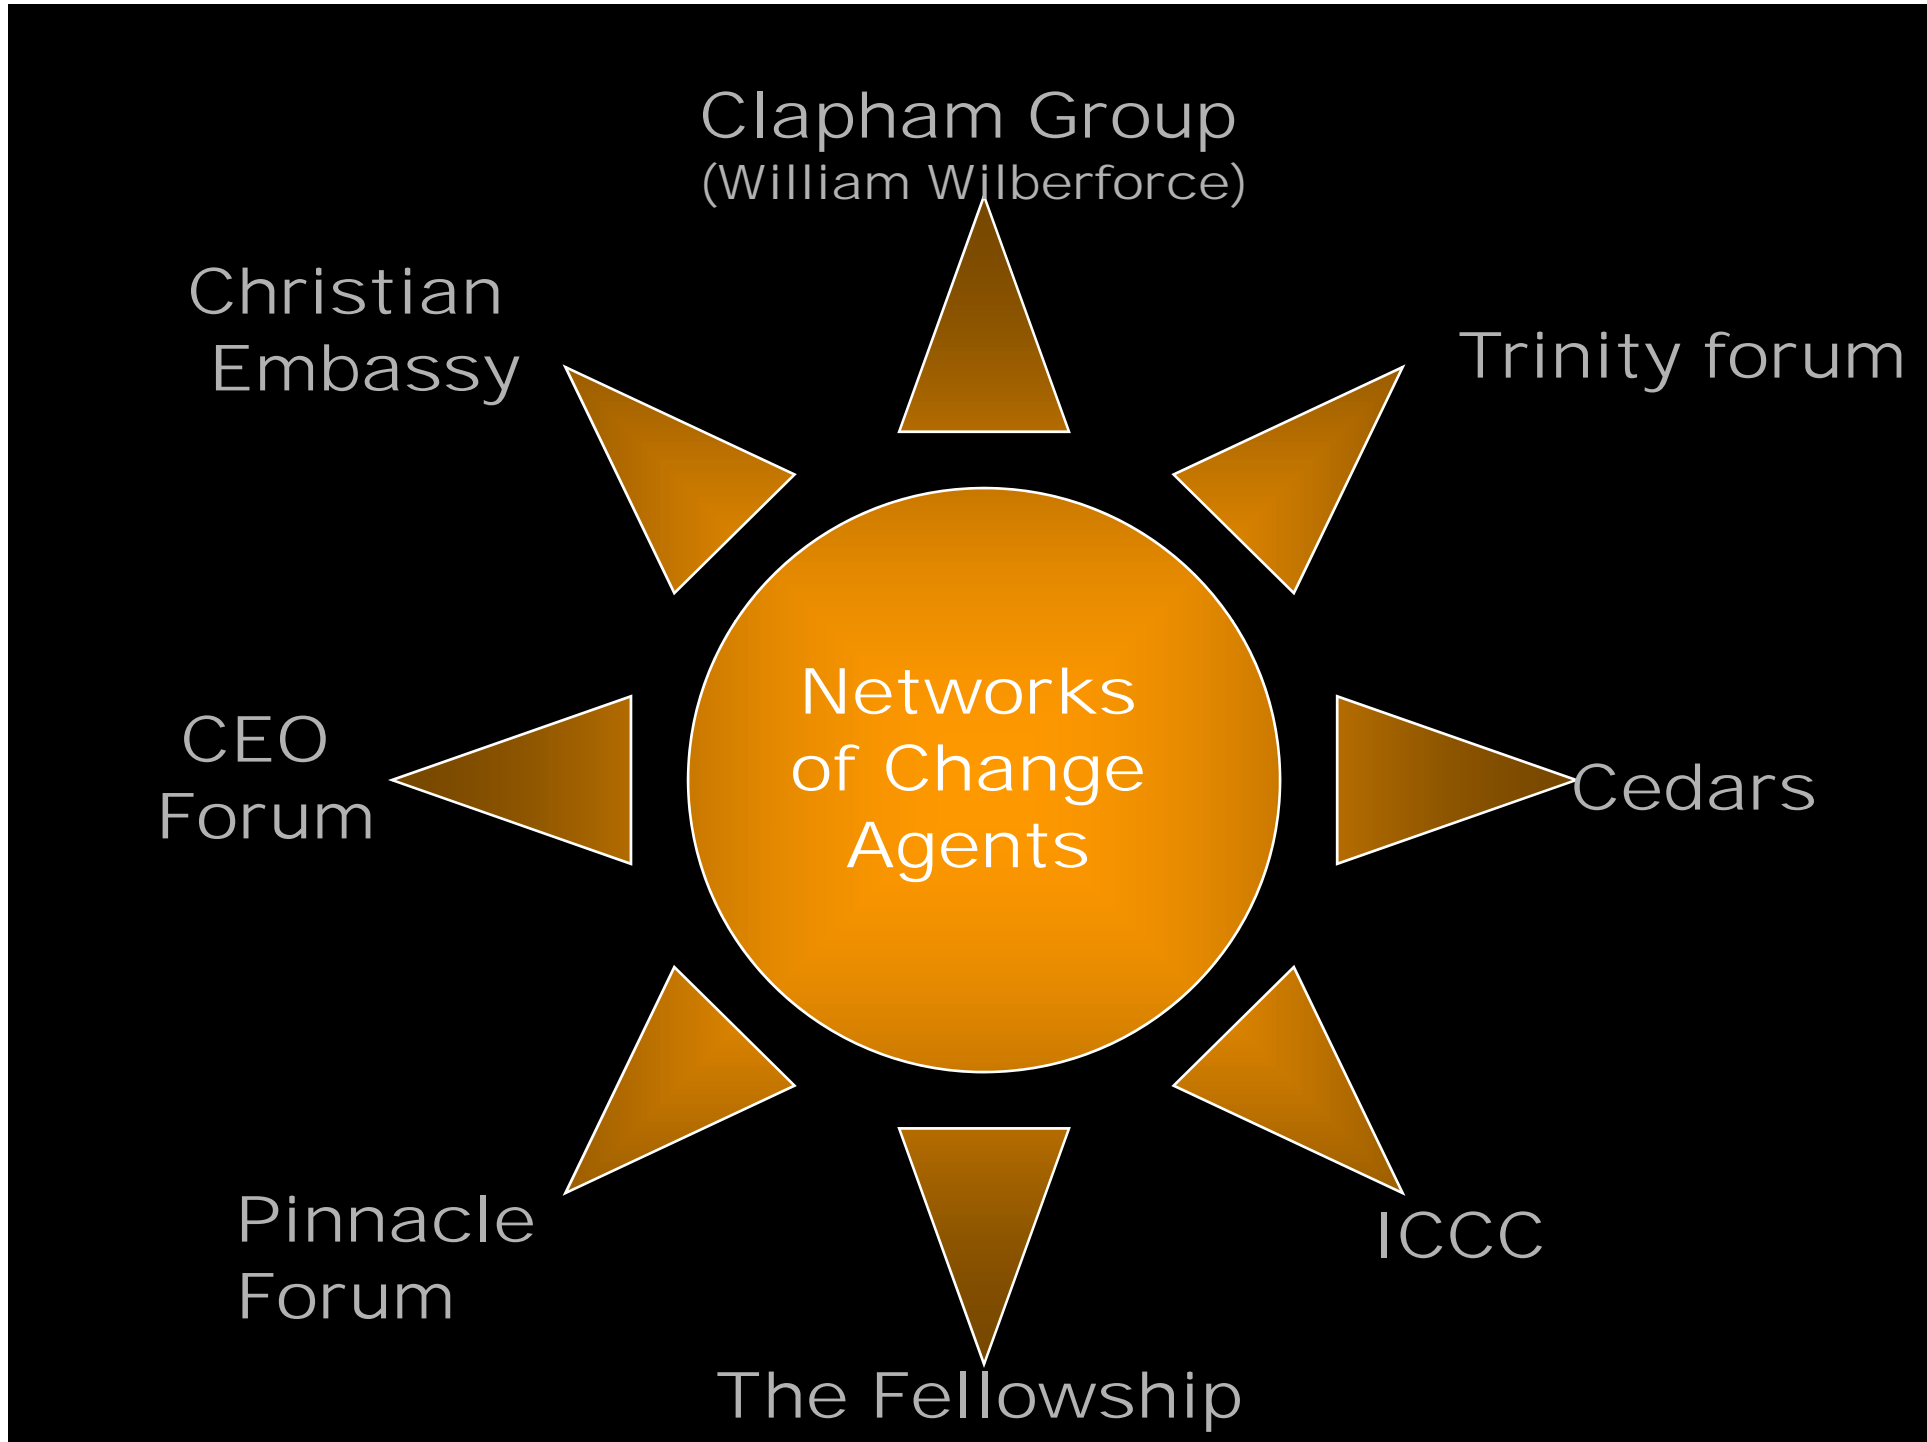 Clapham Group
(William Wilberforce)
Christian
Embassy
Trinity forum
CEO
Forum
Networks
of Change
Agents
Cedars
Pinnacle
Forum
ICCC
The Fellowship